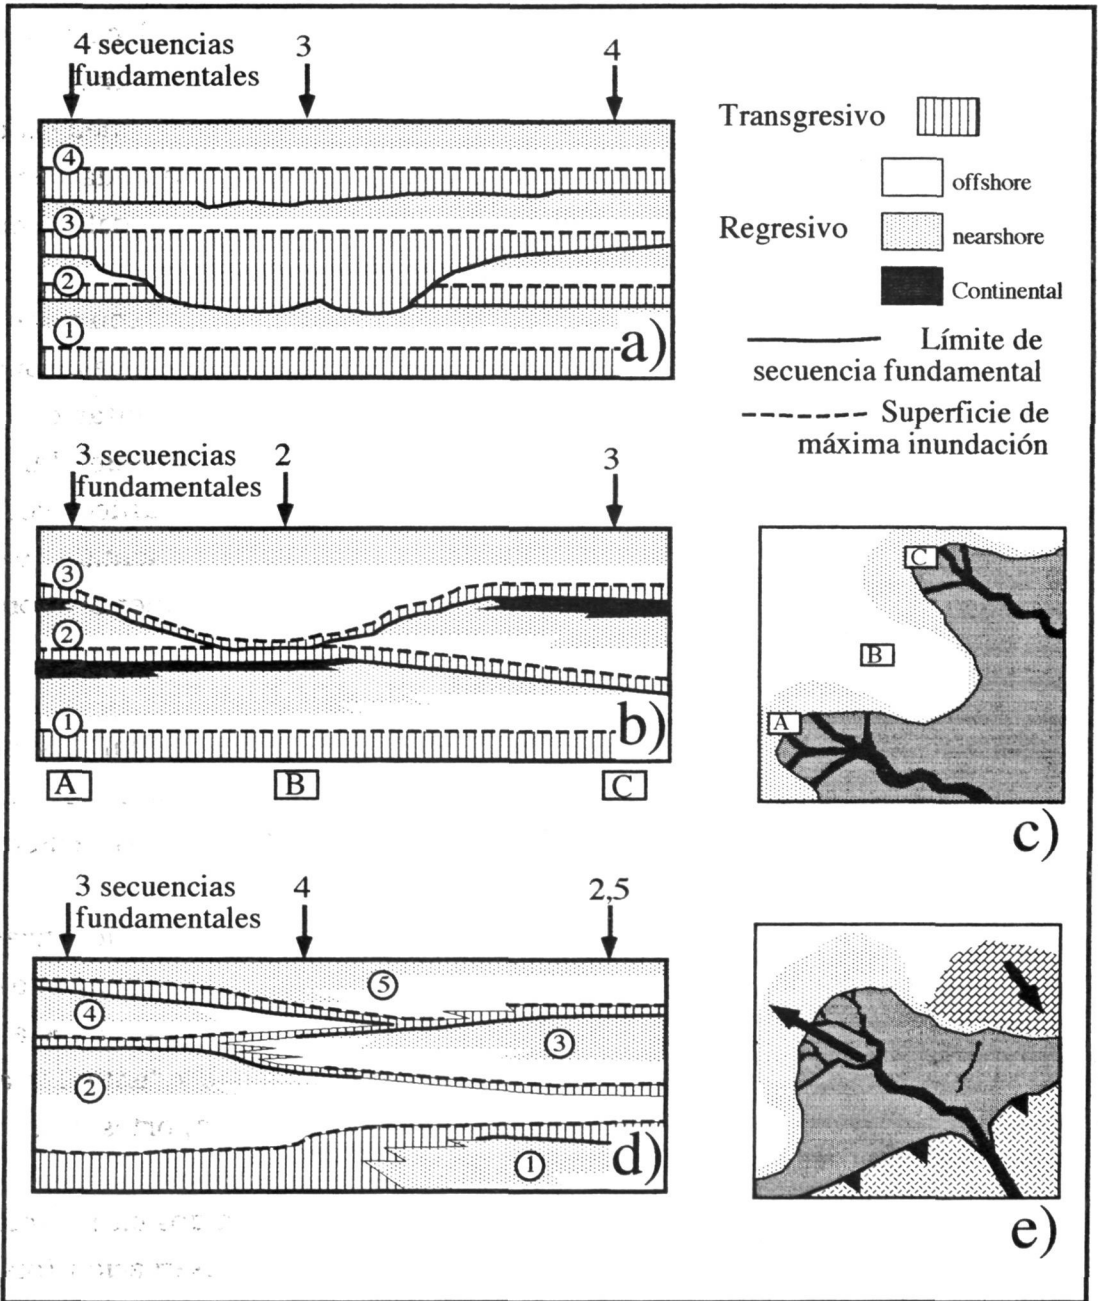 4 secuencias
fundamentales
3
4
4
3
2
1
a)
Transgresivo
offshore
Regresivo
nearshore
Continental
Límite de
secuencia fundamental
Superficie de
máxima inundación
3 secuencias
fundamentales
2
3
3
2
1
b)
A
B
C
C
B
A
c)
3 secuencias
fundamentales
4
2,5
5
4
3
2
1
d)
e)